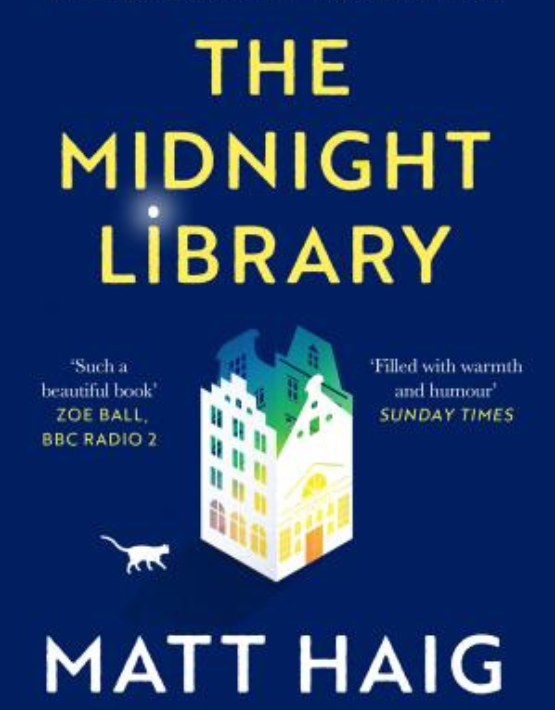 THE
MIDNIGHT
LiBRARY
‘Such a
beautiful book’
ZOE BALL,
BBC RADIO 2
‘Filled with warmth
and humour’
SUNDAY TIMES
MATT HAIG